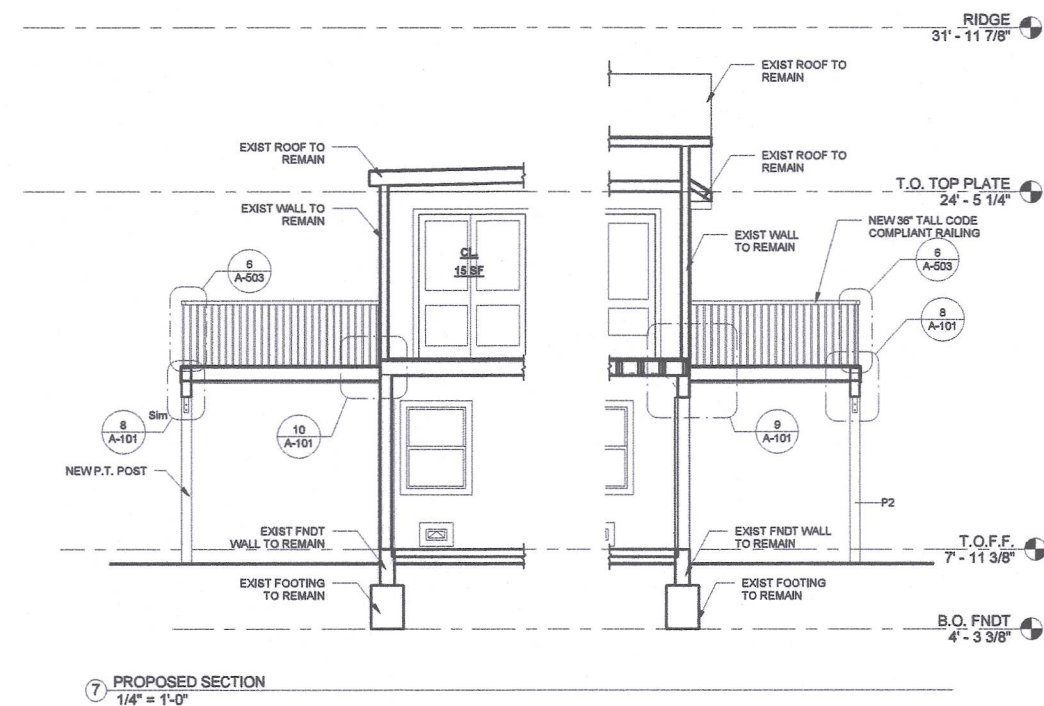 RIDGE
31' - 11 7/8"
EXIST ROOF TO
REMAIN
EXIST ROOF TO
REMAIN
EXIST ROOF TO
REMAIN
T.O. TOP PLATE
24' - 5 1/4"
EXIST WALL TO
REMAIN
NEW 36" TALL CODE
COMPLIANT RAILING
EXIST WALL
TO REMAIN
CL.
15 SF
6
A-503
6
A-503
8
A-101
Sim
8
A-101
10
A-101
9
A-101
NEW P.T. POST
P2
EXIST FNDT
WALL TO REMAIN
EXIST FNDT WALL
TO REMAIN
T.O.F.F.
7' - 11 3/8"
EXIST FOOTING
TO REMAIN
EXIST FOOTING
TO REMAIN
B.O. FNDT
4' - 3 3/8"
7
PROPOSED SECTION
1/4" = 1'-0"